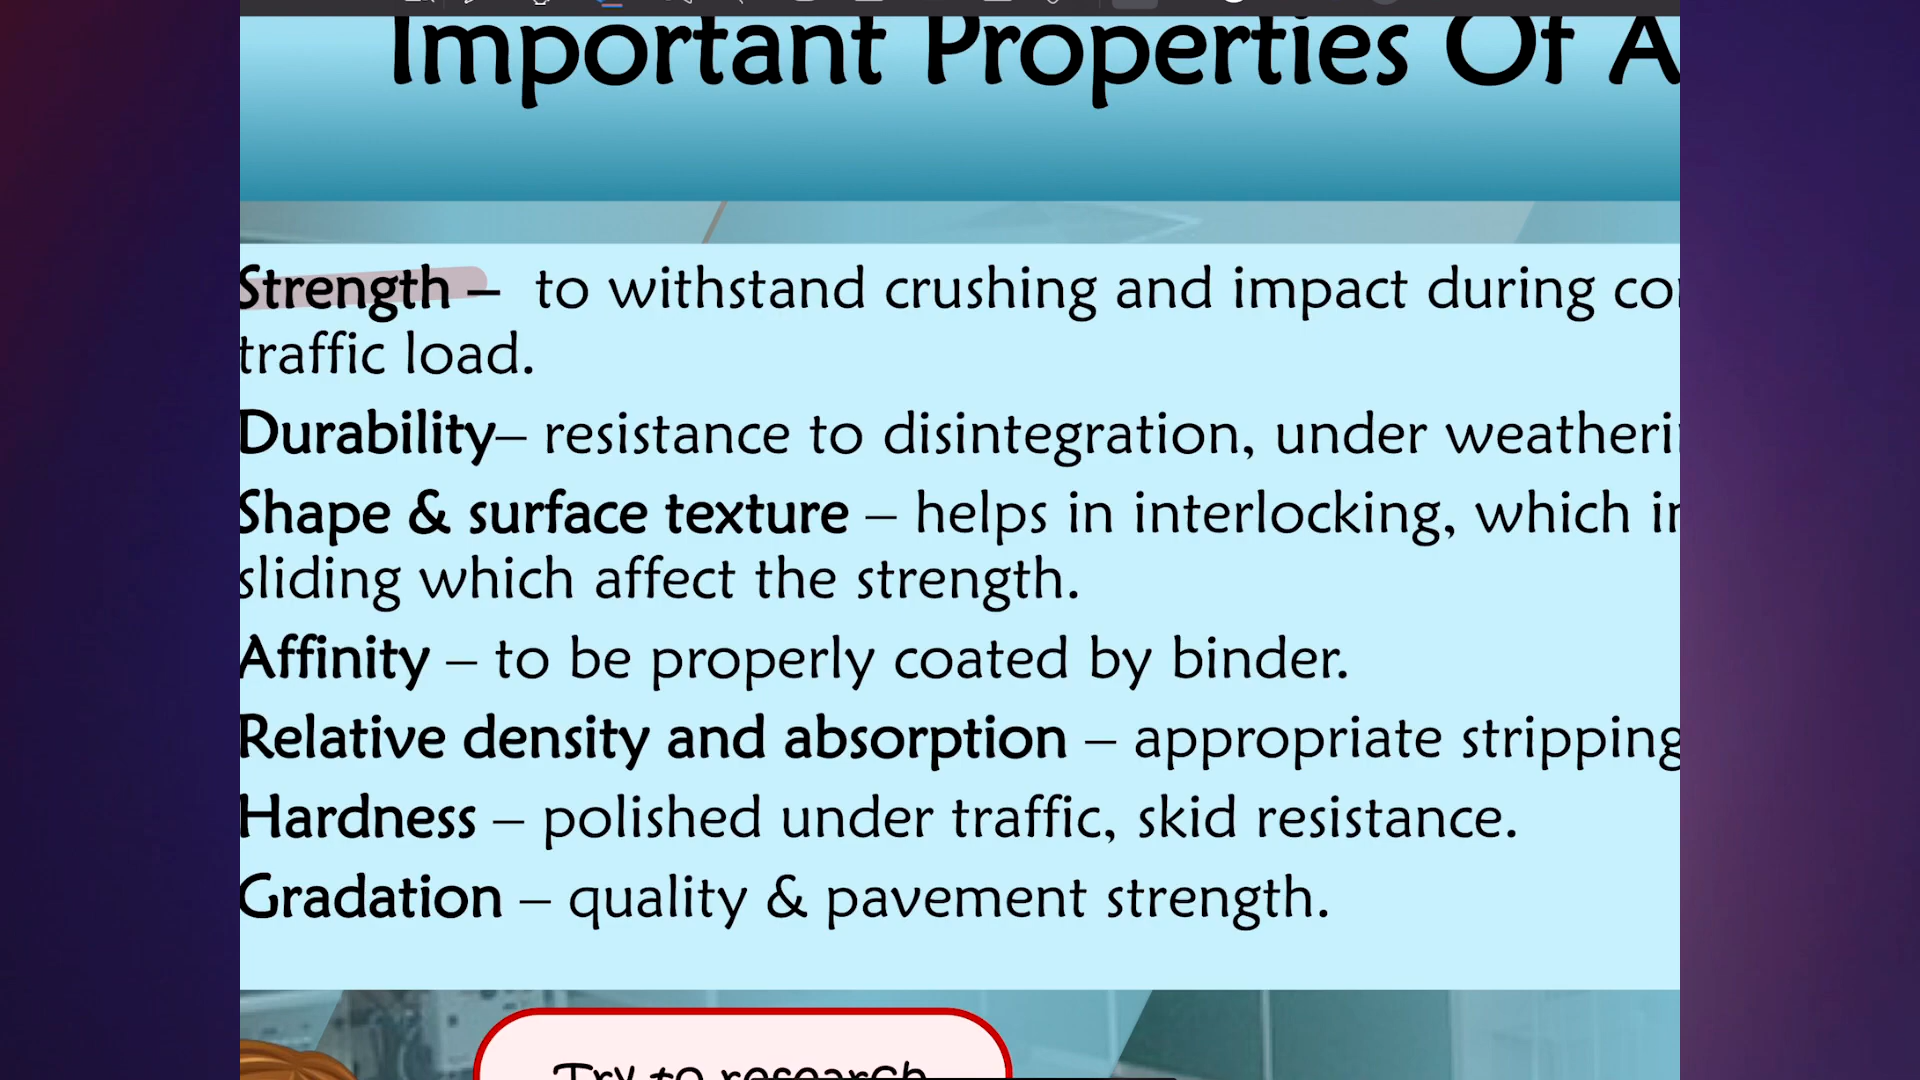 Important Properties Of A
Strength – to withstand crushing and impact during
traffic load.
Durability– resistance to disintegration, under
Shape & surface texture – helps in interlocking, which
sliding which affect the strength.
Affinity – to be properly coated by binder.
Relative density and absorption – appropriate stripping
Hardness – polished under traffic, skid resistance.
Gradation – quality & pavement strength.
Try to research